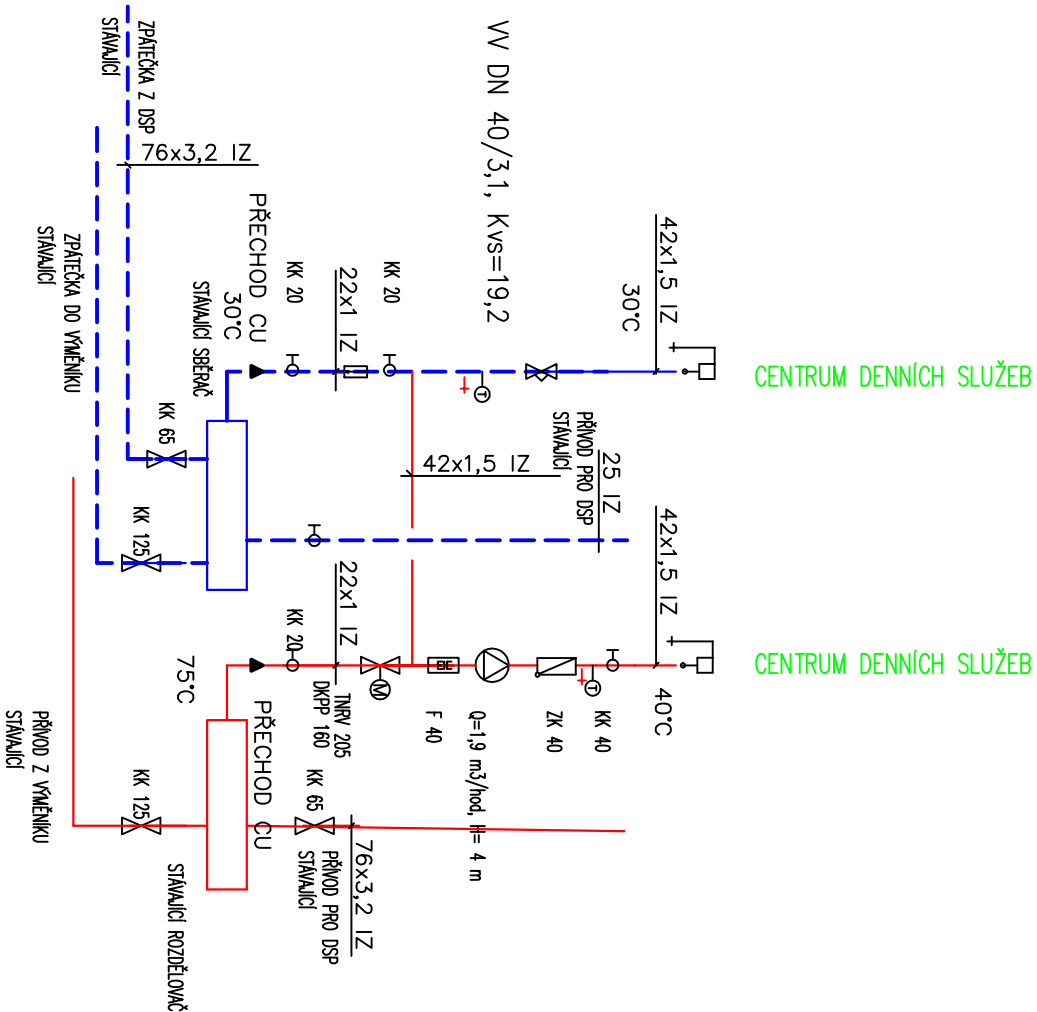 ZPÁTEČKA Z DSP
STÁVAJÍCÍ
76x3,2 IZ
ZPÁTEČKA DO VÝMĚNIKU
STÁVAJÍCÍ
VV DN 40/3,1, Kvs=19,2
PŘECHOD CU
30°C
STÁVAJÍCÍ SBĚRAČ
KK 20
22x1 IZ
KK 20
42x1,5 IZ
30°C
CENTRUM DENNÍCH SLUŽEB
T
KK 65
KK 125
42x1,5 IZ
PŘÍVOD PRO DSP
STÁVAJÍCÍ
25 IZ
42x1,5 IZ
40°C
CENTRUM DENNÍCH SLUŽEB
KK 20
22x1 IZ
75°C
PŘECHOD CU
M
TNRV 205
DKPP 160
F 40
Q=1,9 m3/hod, H= 4 m
ZK 40
KK 40
T
PŘÍVOD Z VÝMĚNIKU
STÁVAJÍCÍ
KK 125
KK 65
76x3,2 IZ
PŘÍVOD PRO DSP
STÁVAJÍCÍ
STÁVAJÍCÍ ROZDĚLOVAČ